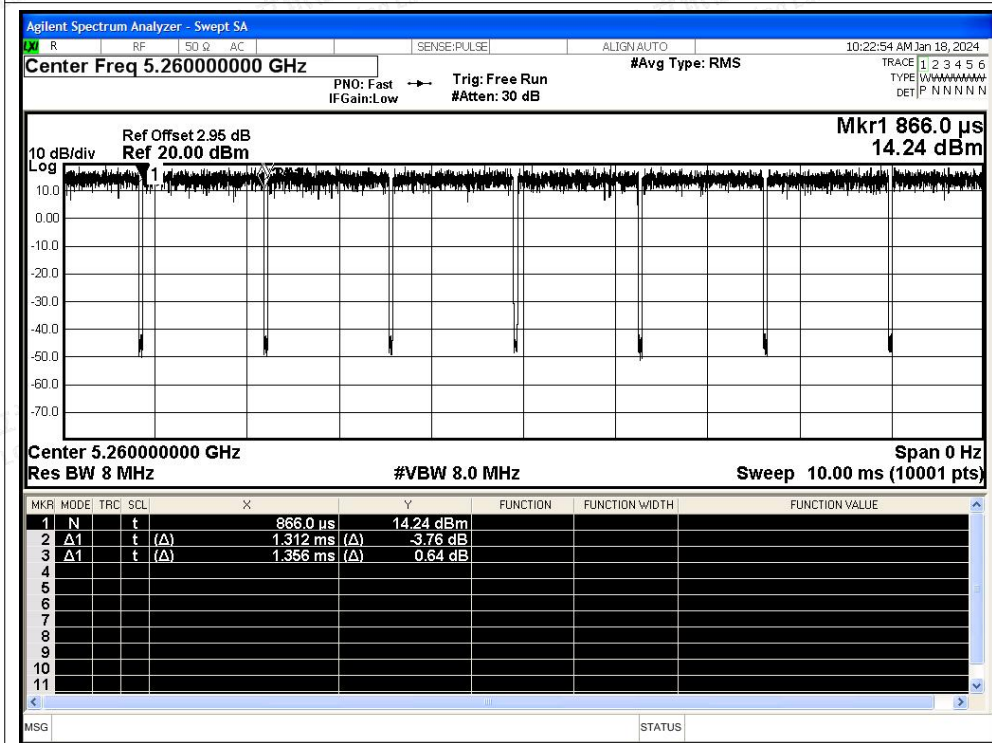 Agilent Spectrum Analyzer - Swept SA
LXI R RF 50 Ω AC SENSE:PULSE ALIGN AUTO 10:22:54 AM Jan 18, 2024
Center Freq 5.260000000 GHz #Avg Type: RMS TRACE 1 2 3 4 5 6
PNO: Fast Trig: Free Run TYPE WWWWWW
IFGain:Low #Atten: 30 dB DET P N N N N N
Mkr1 866.0 µs
Ref Offset 2.95 dB
10 dB/div Ref 20.00 dBm 14.24 dBm
Log
1
10.0
0.00
-10.0
-20.0
-30.0
-40.0
-50.0
-60.0
-70.0
Center 5.260000000 GHz Span 0 Hz
Res BW 8 MHz #VBW 8.0 MHz Sweep 10.00 ms (10001 pts)
MKR MODE TRC SCL X Y FUNCTION FUNCTION WIDTH FUNCTION VALUE
1 N t 866.0 µs 14.24 dBm
2 Δ1 t (Δ) 1.312 ms (Δ) -3.76 dB
3 Δ1 t (Δ) 1.356 ms (Δ) 0.64 dB
4
5
6
7
8
9
10
11
MSG STATUS